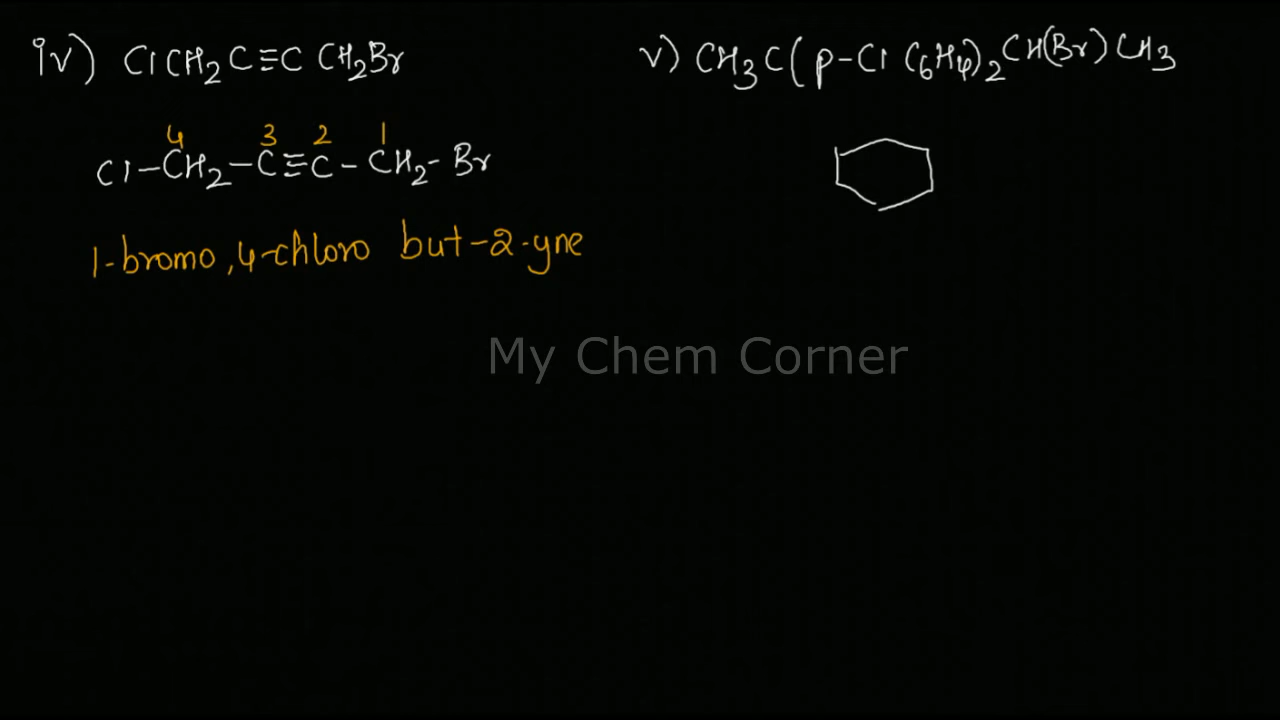 iv) ClCH₂C≡CCH₂Br
4 3 2 1
Cl–CH₂–C≡C–CH₂–Br
1-bromo,4-chloro but-2-yne
v) CH₃C(p-ClC₆H₄)₂CH(Br)CH₃
My Chem Corner